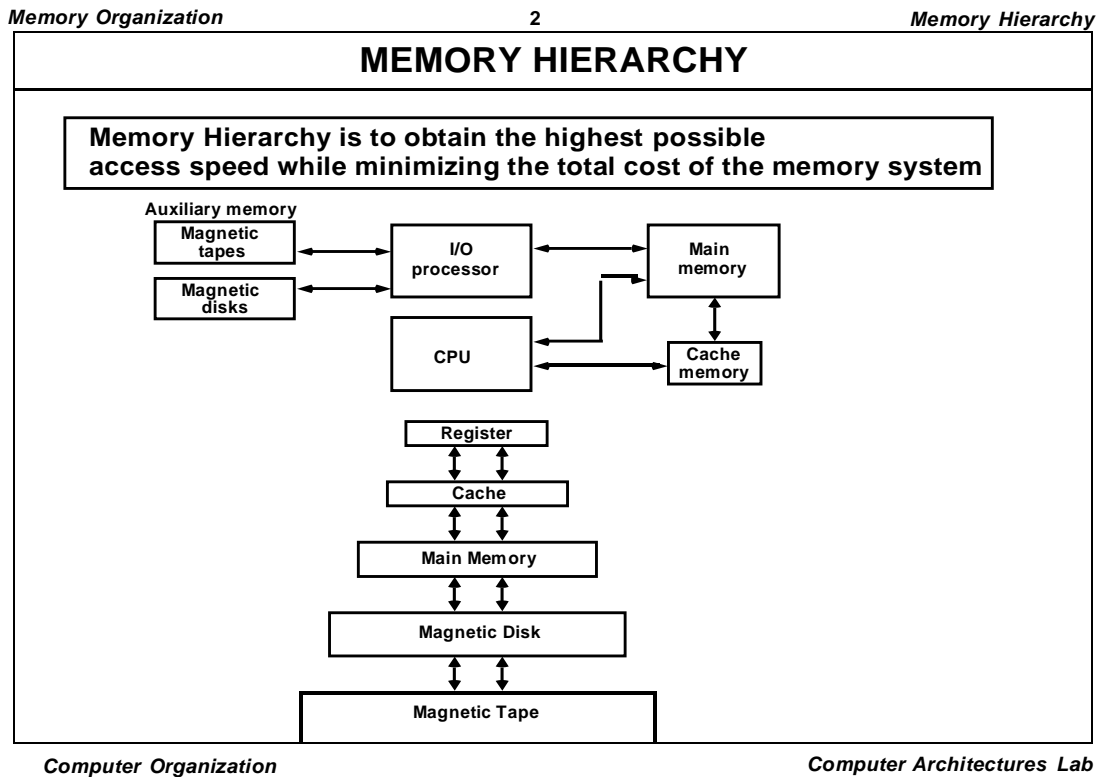 Memory Organization
2
Memory Hierarchy
MEMORY HIERARCHY
Memory Hierarchy is to obtain the highest possible
access speed while minimizing the total cost of the memory system
Auxiliary memory
Magnetic
tapes
I/O
processor
Main
memory
Magnetic
disks
CPU
Cache
memory
Register
Cache
Main Memory
Magnetic Disk
Magnetic Tape
Computer Organization
Computer Architectures Lab